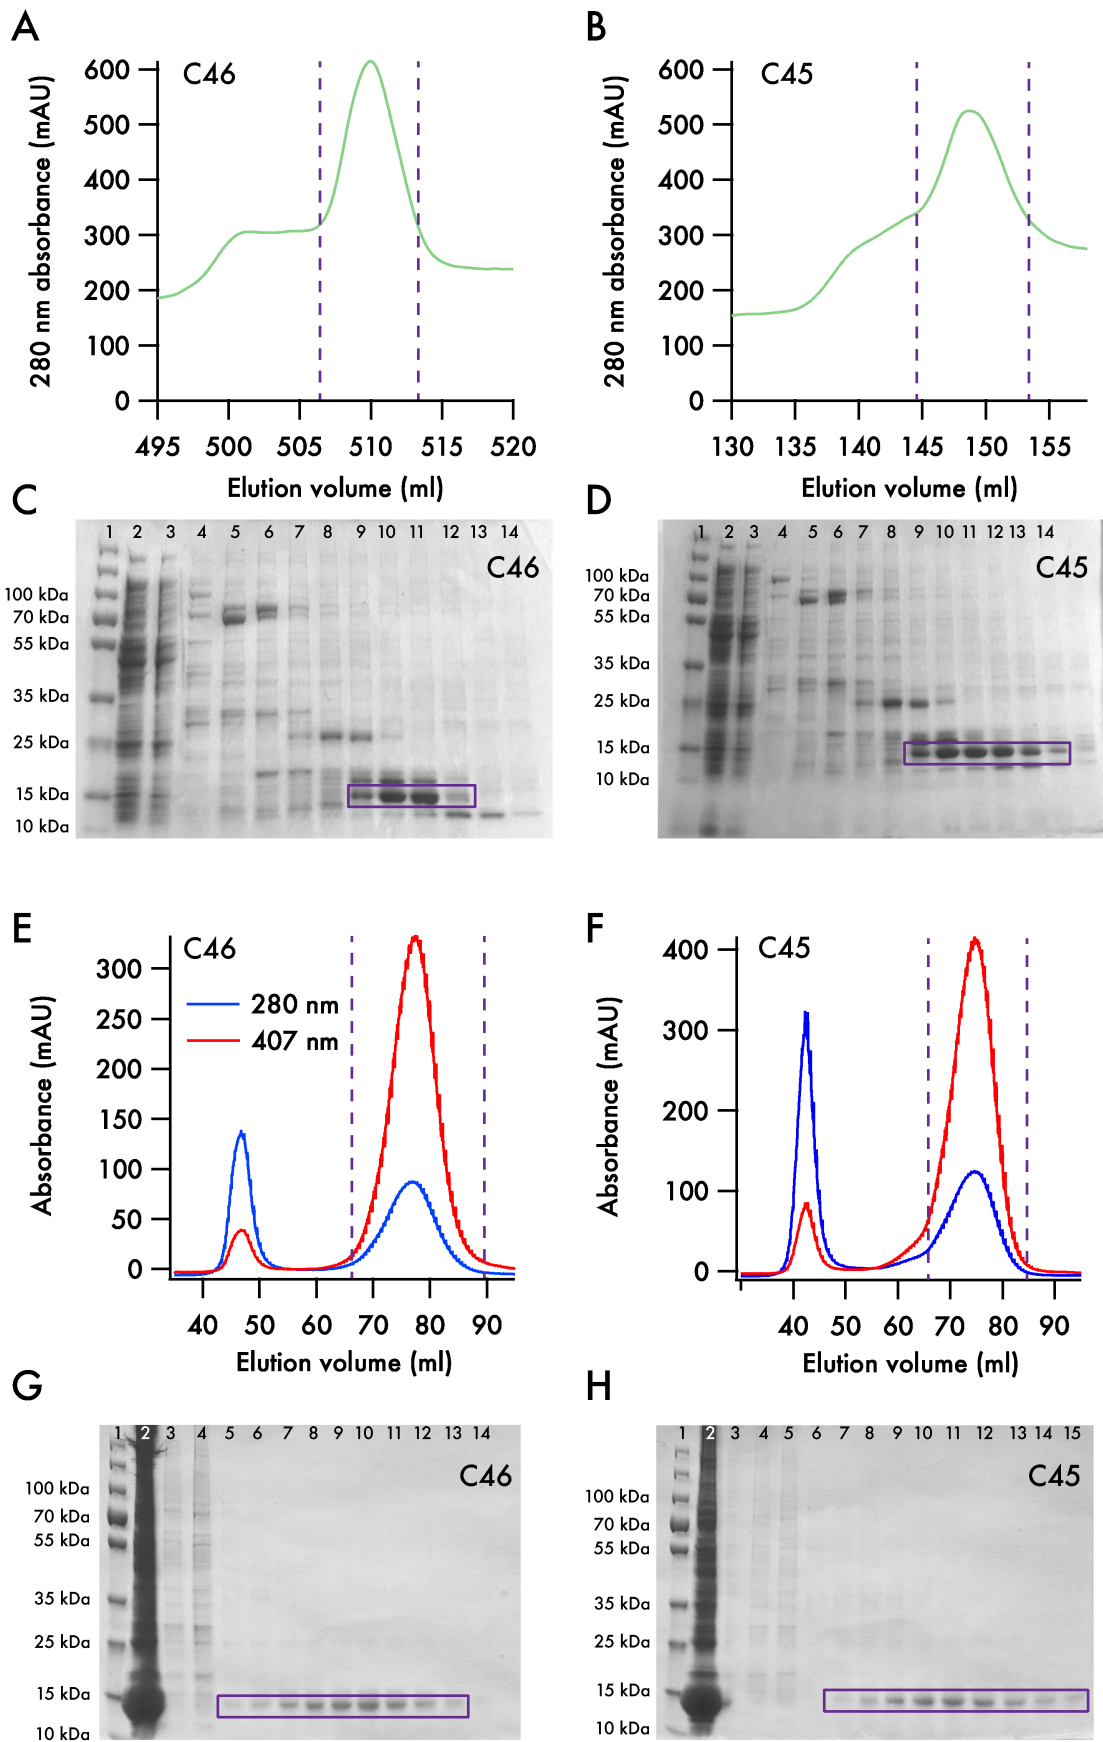 A
B
C46
C45
280 nm absorbance (mAU)
600
500
400
300
200
100
0
495 500 505 510 515 520
Elution volume (ml)
280 nm absorbance (mAU)
600
500
400
300
200
100
0
130 135 140 145 150 155
Elution volume (ml)
C
1 2 3 4 5 6 7 8 9 10 11 12 13 14
C46
100 kDa
70 kDa
55 kDa
35 kDa
25 kDa
15 kDa
10 kDa
D
1 2 3 4 5 6 7 8 9 10 11 12 13 14
C45
100 kDa
70 kDa
55 kDa
35 kDa
25 kDa
15 kDa
10 kDa
E
C46
280 nm
407 nm
Absorbance (mAU)
300
250
200
150
100
50
0
40 50 60 70 80 90
Elution volume (ml)
F
C45
Absorbance (mAU)
400
300
200
100
0
40 50 60 70 80 90
Elution volume (ml)
G
1 2 3 4 5 6 7 8 9 10 11 12 13 14
C46
100 kDa
70 kDa
55 kDa
35 kDa
25 kDa
15 kDa
10 kDa
H
1 2 3 4 5 6 7 8 9 10 11 12 13 14 15
C45
100 kDa
70 kDa
55 kDa
35 kDa
25 kDa
15 kDa
10 kDa